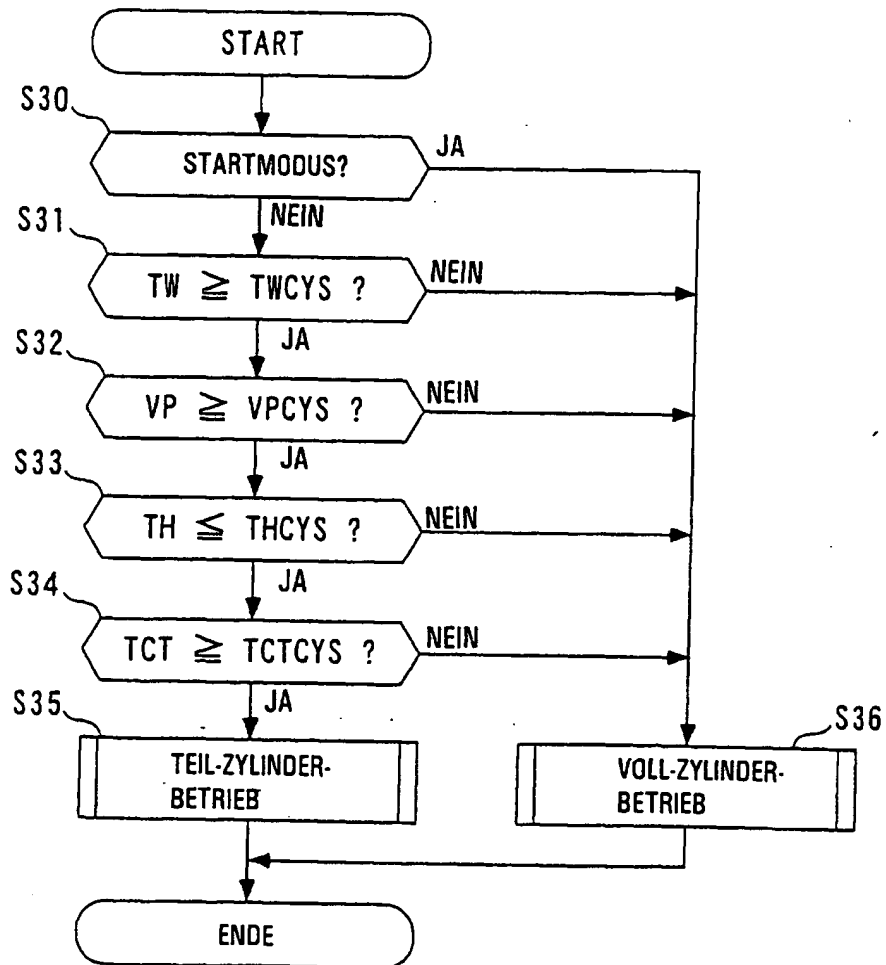 START
S30
STARTMODUS?
JA
NEIN
S31
TW ≧ TWCYS ?
NEIN
JA
S32
VP ≧ VPCYS ?
NEIN
JA
S33
TH ≦ THCYS ?
NEIN
JA
S34
TCT ≧ TCTCYS ?
NEIN
JA
S35
TEIL-ZYLINDER-
BETRIEB
S36
VOLL-ZYLINDER-
BETRIEB
ENDE